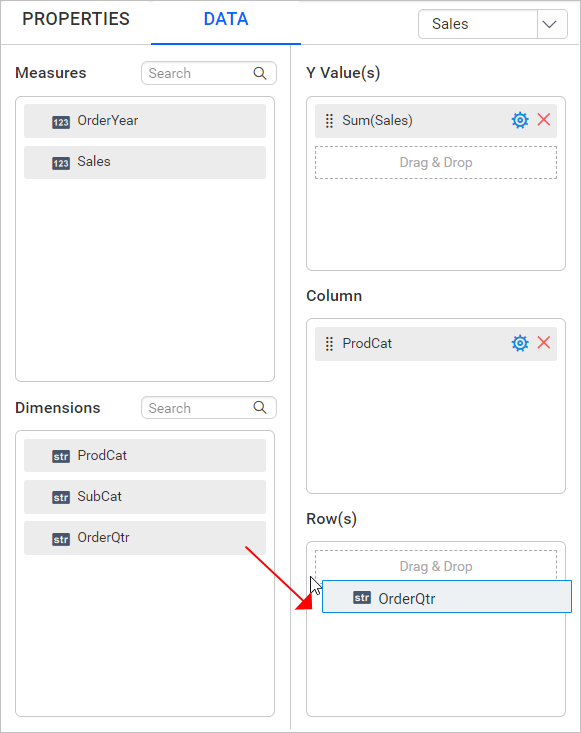 PROPERTIES
DATA
Sales
Measures
Search
123 OrderYear
123 Sales
Dimensions
Search
str ProdCat
str SubCat
str OrderQtr
Y Value(s)
Sum(Sales)
Drag & Drop
Column
ProdCat
Row(s)
Drag & Drop
str OrderQtr